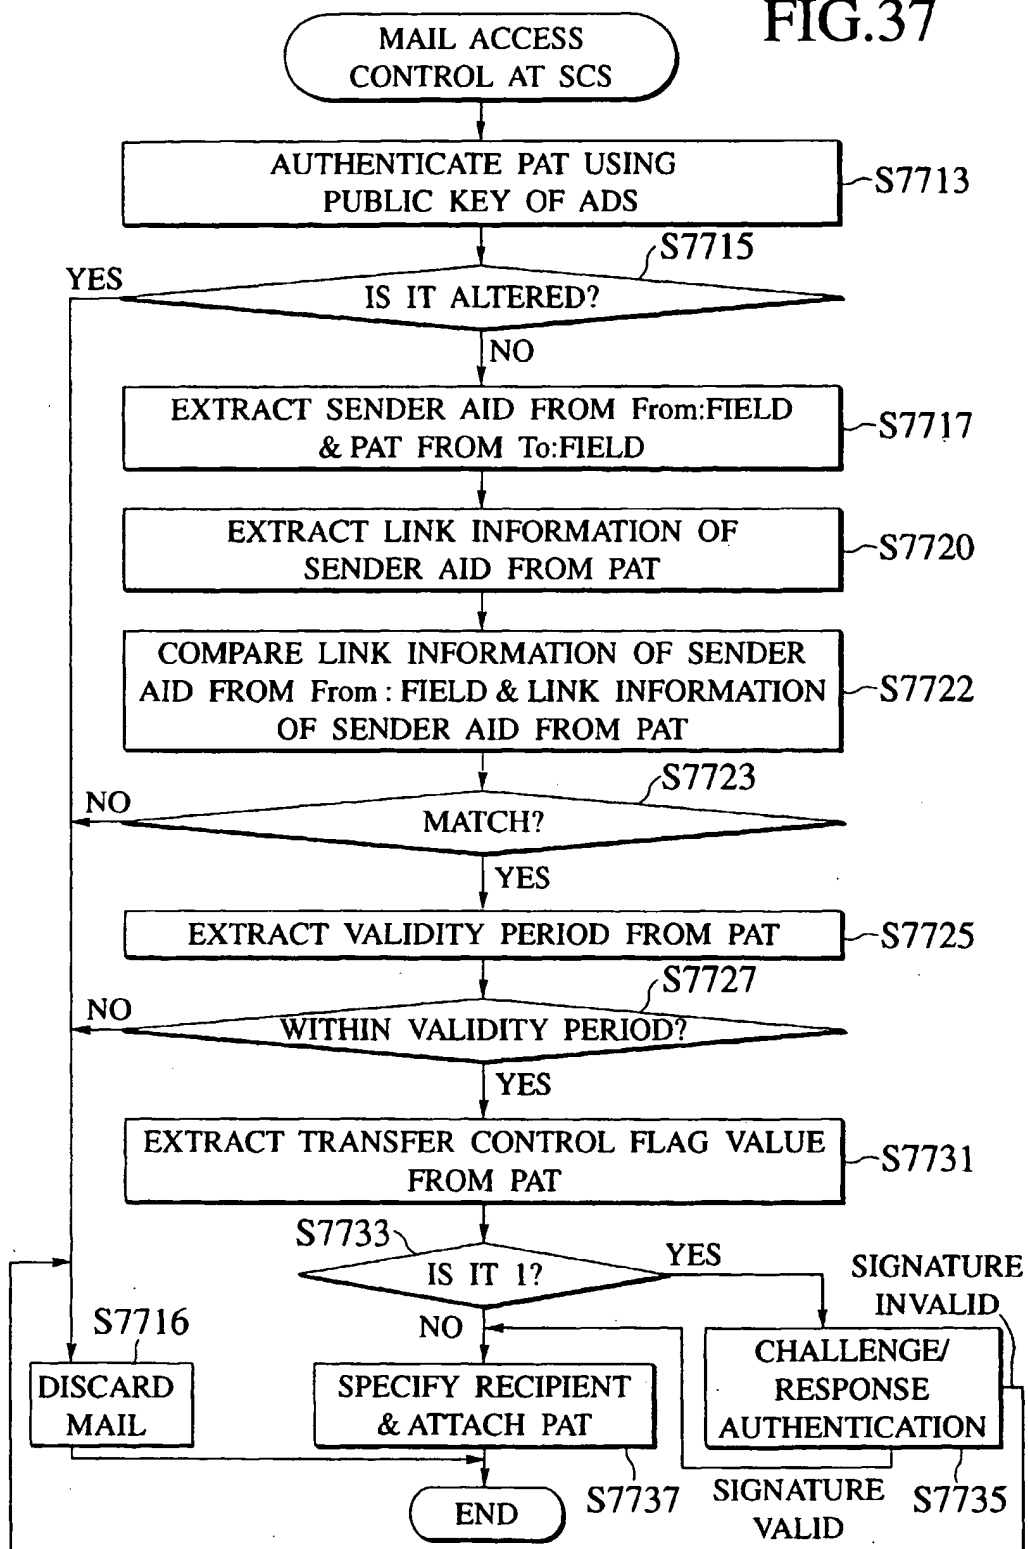 FIG.37
MAIL ACCESS
CONTROL AT SCS
AUTHENTICATE PAT USING
PUBLIC KEY OF ADS
S7713
S7715
YES
IS IT ALTERED?
NO
EXTRACT SENDER AID FROM From:FIELD
& PAT FROM To:FIELD
S7717
EXTRACT LINK INFORMATION OF
SENDER AID FROM PAT
S7720
COMPARE LINK INFORMATION OF SENDER
AID FROM From : FIELD & LINK INFORMATION
OF SENDER AID FROM PAT
S7722
S7723
NO
MATCH?
YES
EXTRACT VALIDITY PERIOD FROM PAT
S7725
S7727
NO
WITHIN VALIDITY PERIOD?
YES
EXTRACT TRANSFER CONTROL FLAG VALUE
FROM PAT
S7731
S7733
IS IT 1?
YES
NO
SIGNATURE
INVALID
S7716
DISCARD
MAIL
SPECIFY RECIPIENT
& ATTACH PAT
S7737
CHALLENGE/
RESPONSE
AUTHENTICATION
S7735
SIGNATURE
VALID
END